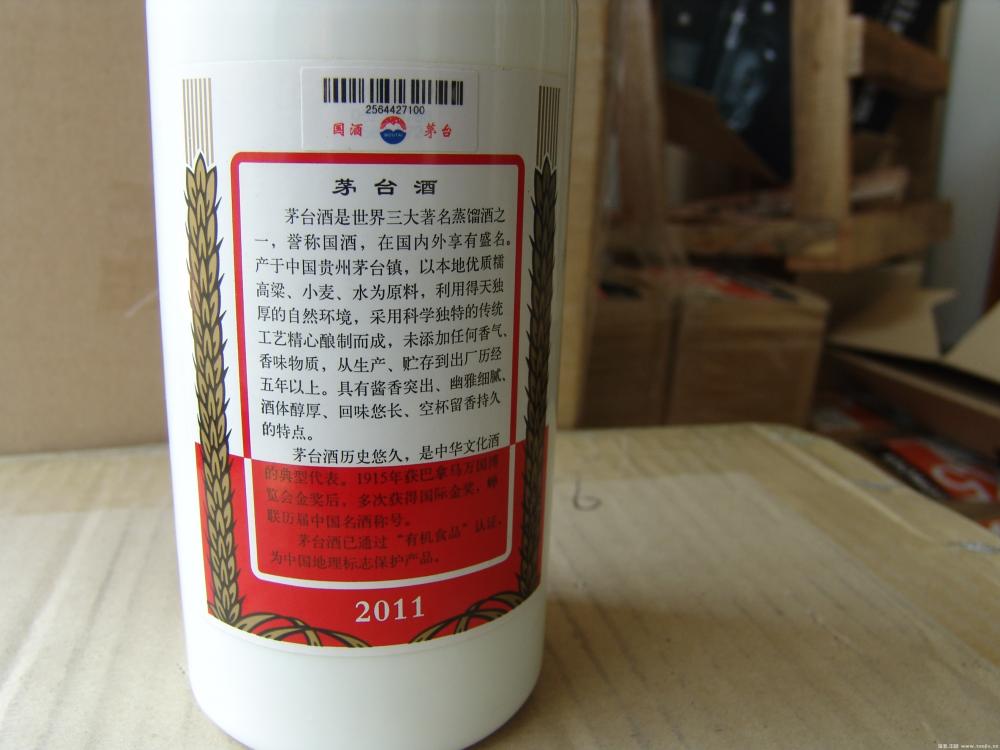 2564427100
国酒 MOUTAI 茅台
茅台酒
茅台酒是世界三大著名蒸馏酒之
一，誉称国酒，在国内外享有盛名。
产于中国贵州茅台镇，以本地优质糯
高粱、小麦、水为原料，利用得天独
厚的自然环境，采用科学独特的传统
工艺精心酿制而成，未添加任何香气、
香味物质，从生产、贮存到出厂历经
五年以上。具有酱香突出、幽雅细腻、
酒体醇厚、回味悠长、空杯留香持久
的特点。
茅台酒历史悠久，是中华文化酒
的典型代表。1915年获巴拿马万国博
览会金奖后，多次获得国际金奖，蝉
联历届中国名酒称号。
茅台酒已通过“有机食品”认证，
为中国地理标志保护产品。
2011
6